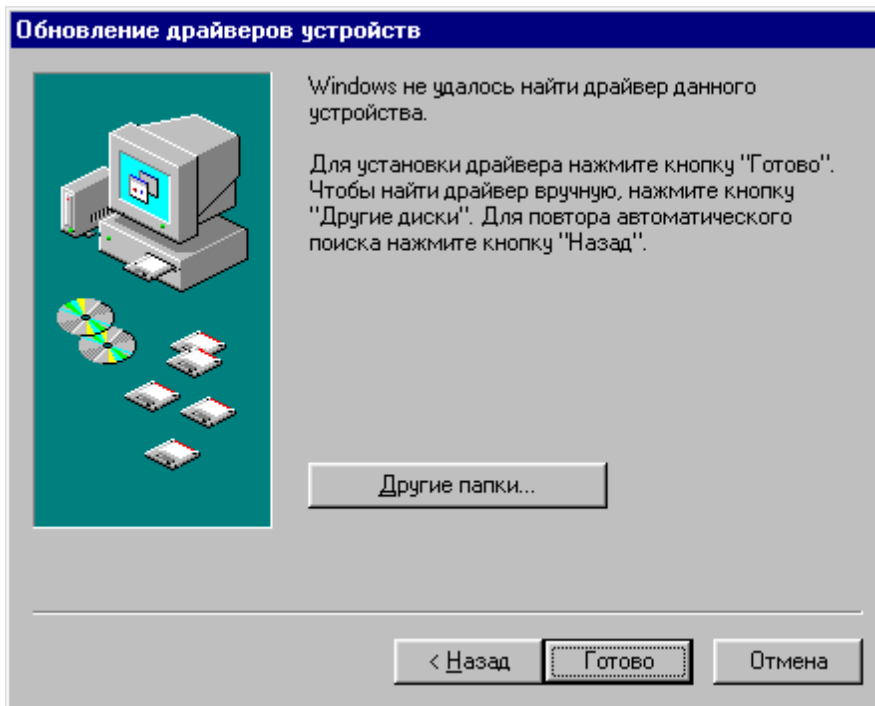 Обновление драйверов устройств
Windows не удалось найти драйвер данного
устройства.
Для установки драйвера нажмите кнопку "Готово".
Чтобы найти драйвер вручную, нажмите кнопку
"Другие диски". Для повтора автоматического
поиска нажмите кнопку "Назад".
Другие папки...
< Назад
Готово
Отмена